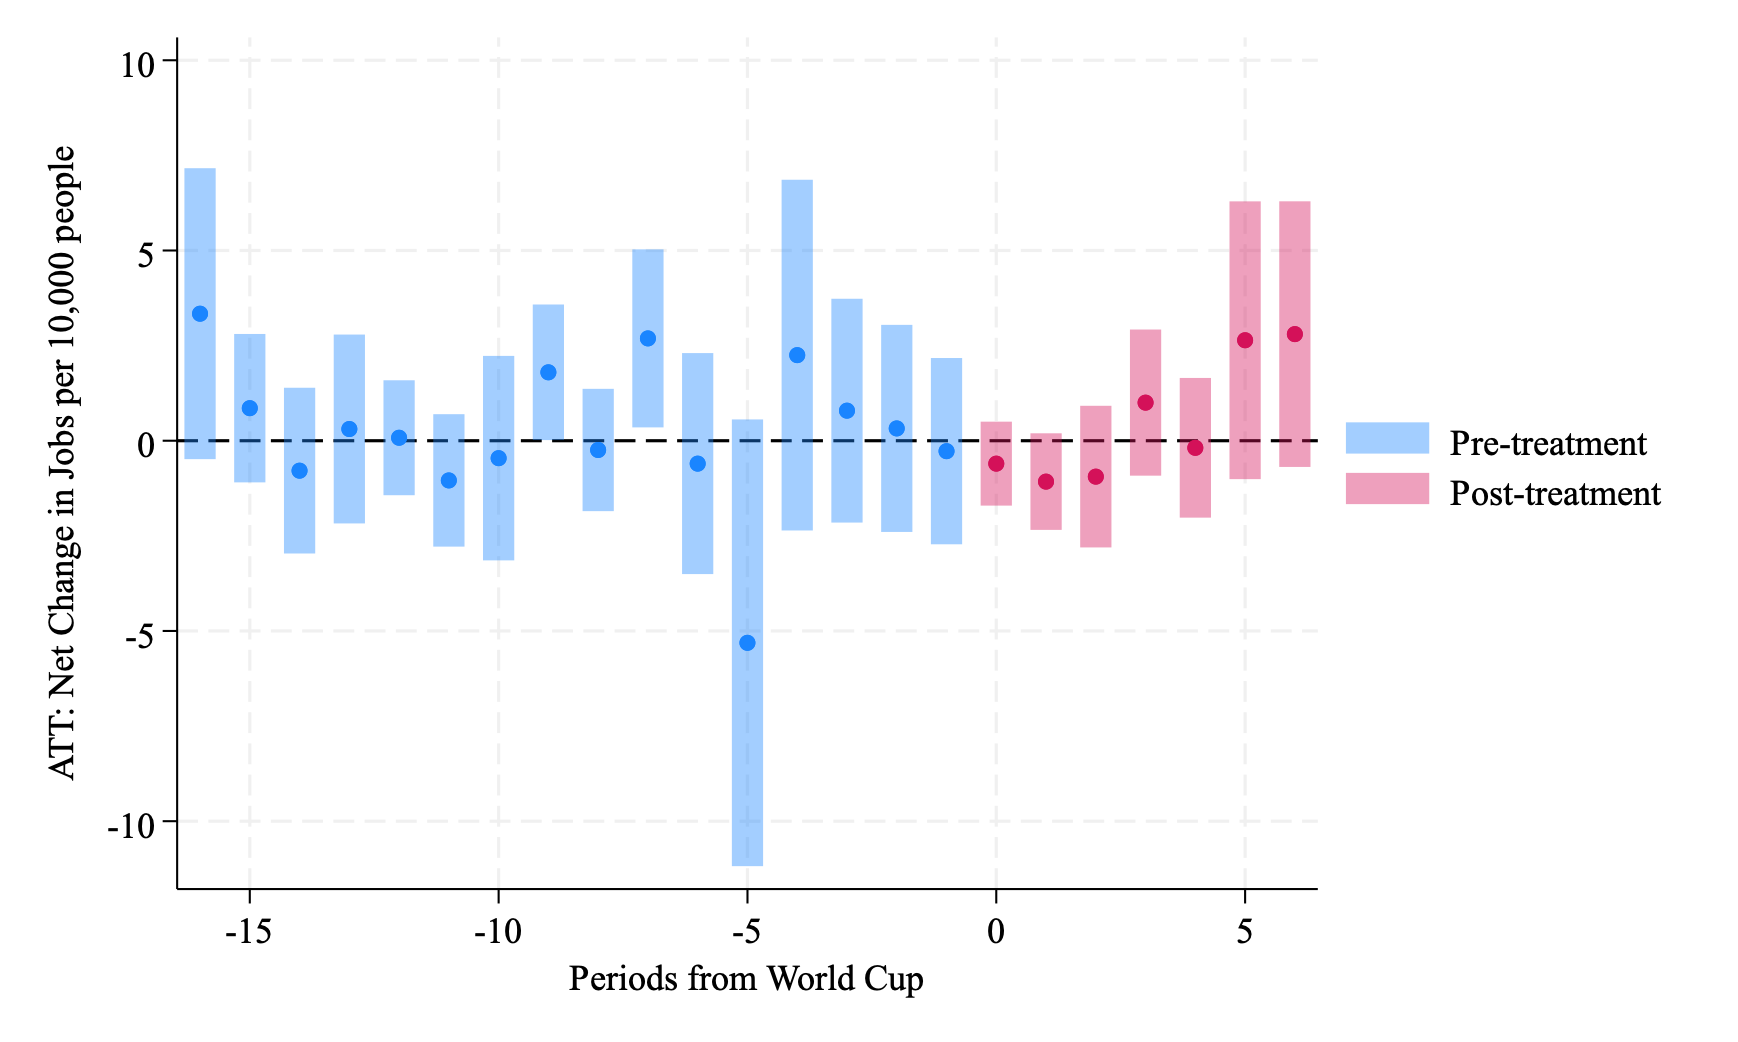 ATT: Net Change in Jobs per 10,000 people
10
5
0
-5
-10
-15 -10 -5 0 5
Periods from World Cup
Pre-treatment
Post-treatment